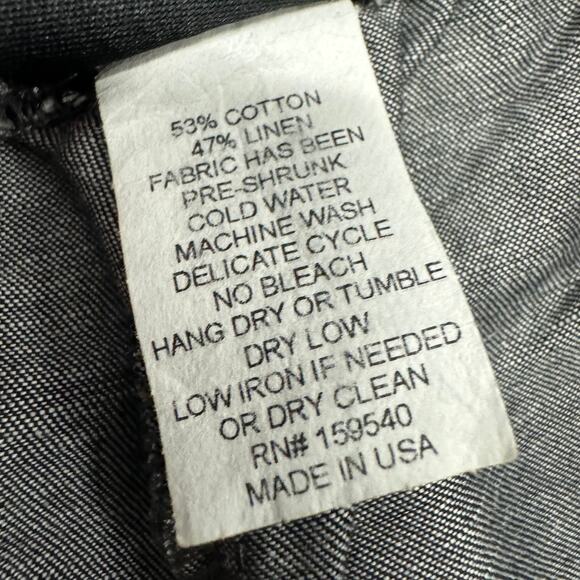 53% COTTON
47% LINEN
FABRIC HAS BEEN
PRE-SHRUNK
COLD WATER
MACHINE WASH
DELICATE CYCLE
NO BLEACH
HANG DRY OR TUMBLE
DRY LOW
LOW IRON IF NEEDED
OR DRY CLEAN
RN# 159540
MADE IN USA